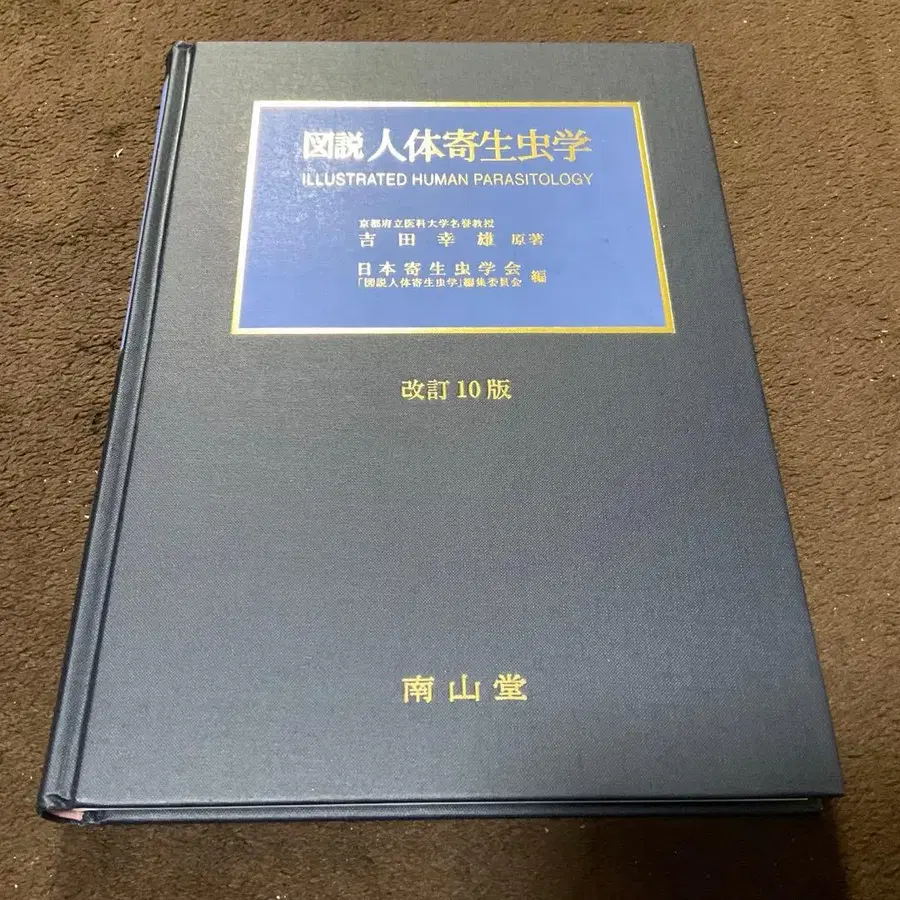 図説 人体寄生虫学
ILLUSTRATED HUMAN PARASITOLOGY
京都府立医科大学名誉教授
吉田幸雄 原著
日本寄生虫学会
「図説人体寄生虫学」編集委員会 編
改訂 10 版
南山堂